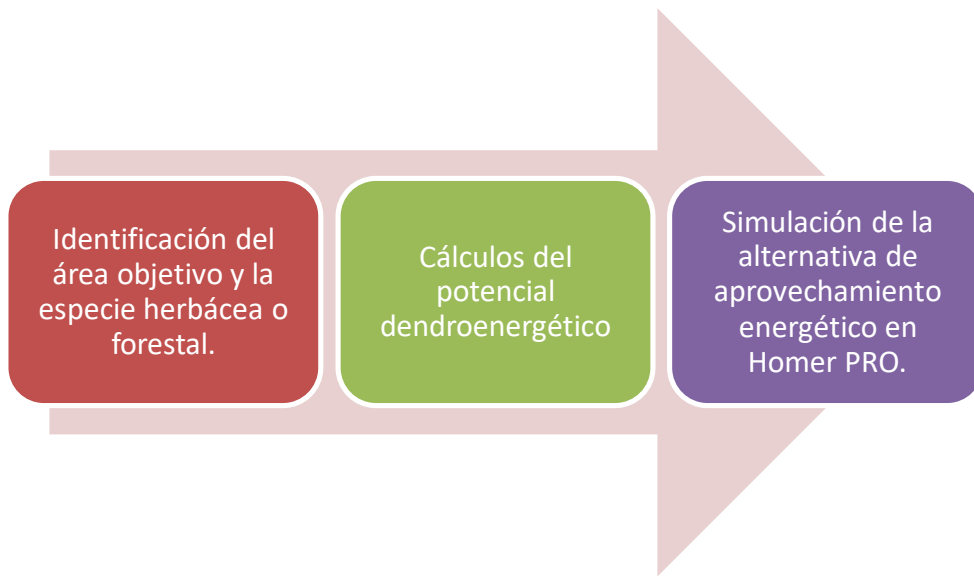 Identificación del
área objetivo y la
especie herbácea o
forestal.
Cálculos del
potencial
dendroenergético
Simulación de la
alternativa de
aprovechamiento
energético en
Homer PRO.